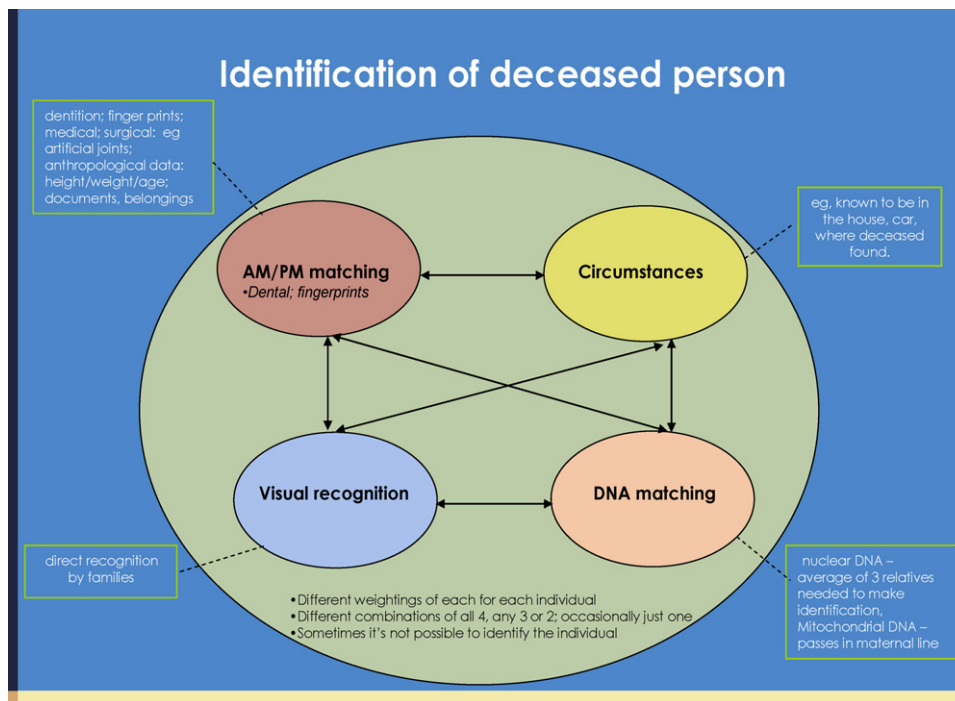 Identification of deceased person
dentition; finger prints;
medical; surgical:  eg
artificial joints;
anthropological data:
height/weight/age;
documents, belongings
eg, known to be in
the house, car,
where deceased
found.
AM/PM matching
•Dental; fingerprints
Circumstances
Visual recognition
DNA matching
direct recognition
by families
nuclear DNA –
average of 3 relatives
needed to make
identification,
Mitochondrial DNA –
passes in maternal line
•Different weightings of each for each individual
•Different combinations of all 4, any 3 or 2; occasionally just one
•Sometimes it's not possible to identify the individual